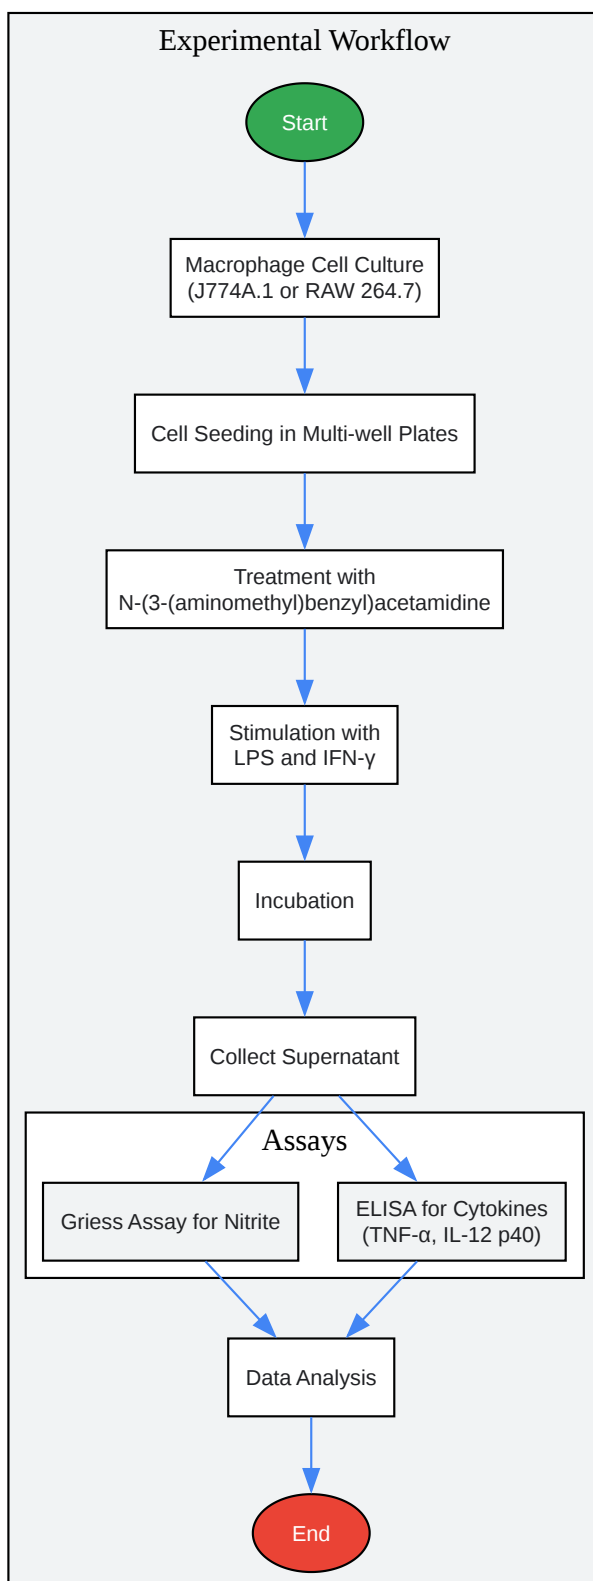 Experimental Workflow
Start
Macrophage Cell Culture
(J774A.1 or RAW 264.7)
Cell Seeding in Multi-well Plates
Treatment with
N-(3-(aminomethyl)benzyl)acetamidine
Stimulation with
LPS and IFN-γ
Incubation
Collect Supernatant
Assays
Griess Assay for Nitrite
ELISA for Cytokines
(TNF-α, IL-12 p40)
Data Analysis
End